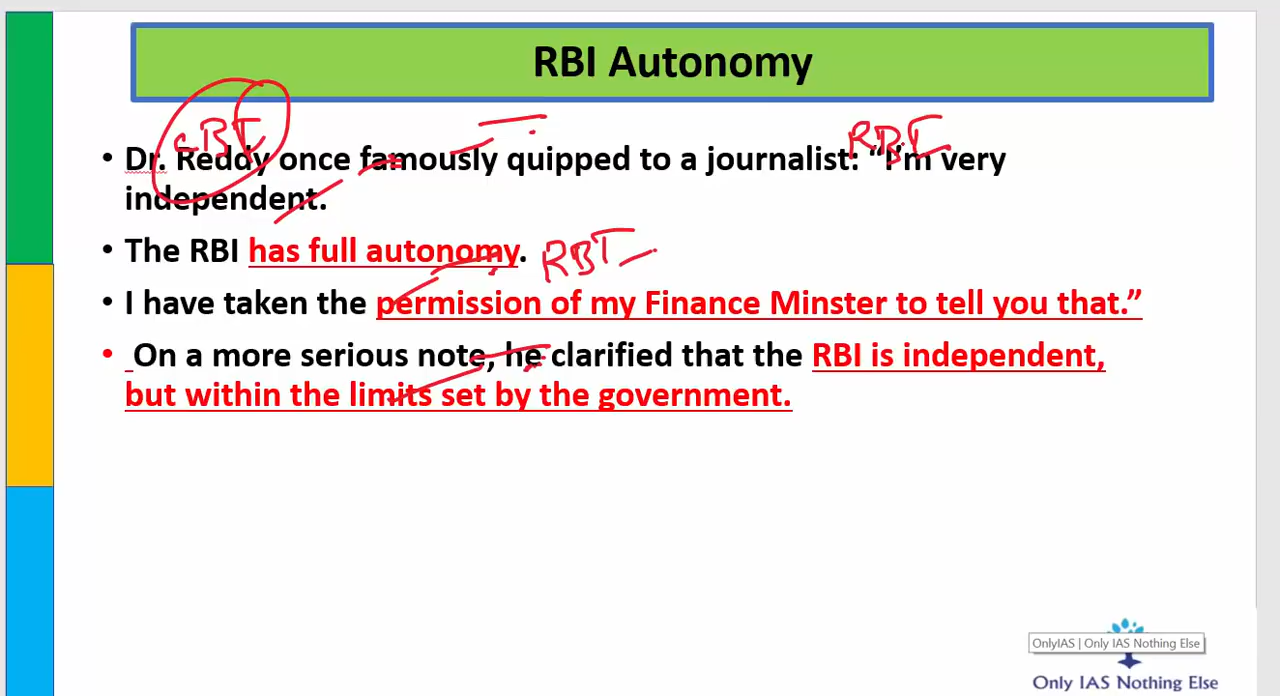 RBI Autonomy
CBI
RBI
• Dr. Reddy once famously quipped to a journalist: “I’m very
independent.
• The RBI has full autonomy.
RBI
• I have taken the permission of my Finance Minster to tell you that.”
• On a more serious note, he clarified that the RBI is independent,
but within the limits set by the government.
OnlyIAS | Only IAS Nothing Else
Only IAS Nothing Else